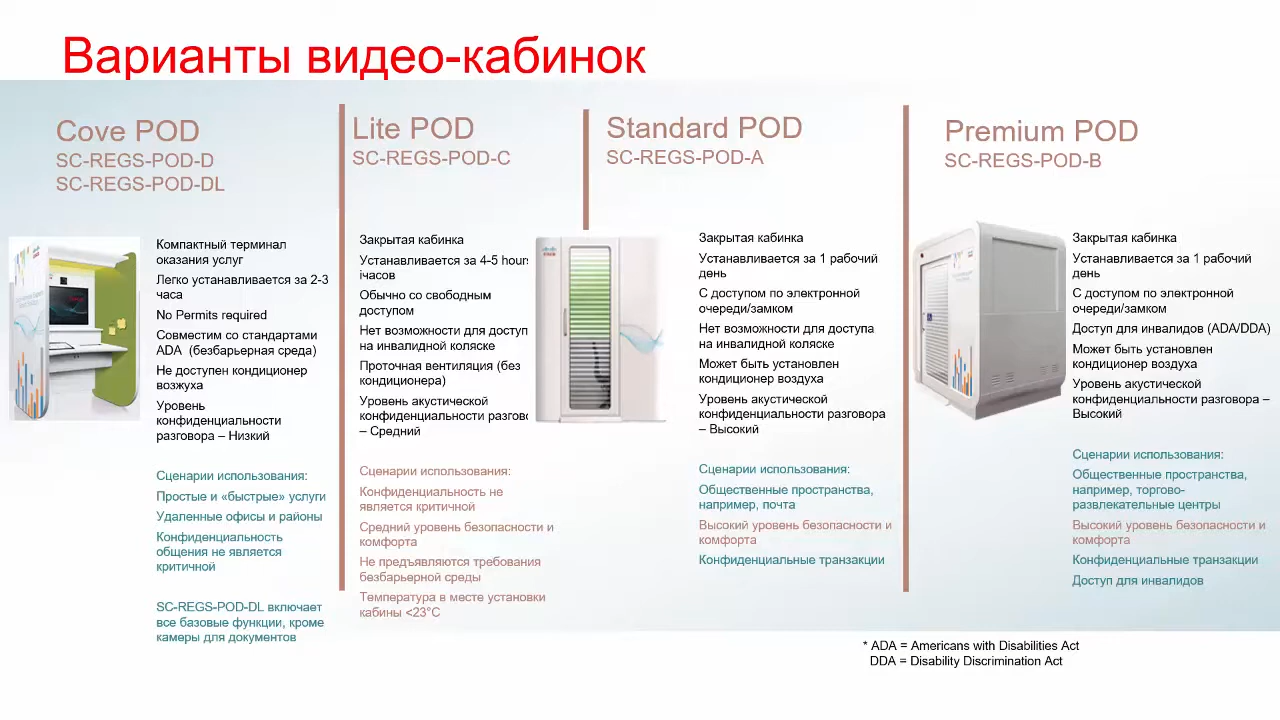 Варианты видео-кабинок
Cove POD
SC-REGS-POD-D
SC-REGS-POD-DL
Компактный терминал
оказания услуг
Легко устанавливается за 2-3
часа
No Permits required
Совместим со стандартами
ADA (безбарьерная среда)
Не доступен кондиционер
возжуха
Уровень
конфиденциальности
разговора – Низкий
Сценарии использования:
Простые и «быстрые» услуги
Удаленные офисы и районы
Конфиденциальность
общения не является
критичной
SC-REGS-POD-DL включает
все базовые функции, кроме
камеры для документов
Lite POD
SC-REGS-POD-C
Закрытая кабинка
Устанавливается за 4-5 hours
iчасов
Обычно со свободным
доступом
Нет возможности для доступ
на инвалидной коляске
Проточная вентиляция (без
кондиционера)
Уровень акустической
конфиденциальности разгово
– Средний
Сценарии использования:
Конфиденциальность не
является критичной
Средний уровень безопасности и
комфорта
Не предъявляются требования
безбарьерной среды
Температура в месте установки
кабины <23°C
Standard POD
SC-REGS-POD-A
Закрытая кабинка
Устанавливается за 1 рабочий
день
С доступом по электронной
очереди/замком
Нет возможности для доступа
на инвалидной коляске
Может быть установлен
кондиционер воздуха
Уровень акустической
конфиденциальности разговора
– Высокий
Сценарии использования:
Общественные пространства,
например, почта
Высокий уровень безопасности и
комфорта
Конфиденциальные транзакции
Premium POD
SC-REGS-POD-B
Закрытая кабинка
Устанавливается за 1 рабочий
день
С доступом по электронной
очереди/замком
Доступ для инвалидов (ADA/DDA)
Может быть установлен
кондиционер воздуха
Уровень акустической
конфиденциальности разговора –
Высокий
Сценарии использования:
Общественные пространства,
например, торгово-
развлекательные центры
Высокий уровень безопасности и
комфорта
Конфиденциальные транзакции
Доступ для инвалидов
* ADA = Americans with Disabilities Act
DDA = Disability Discrimination Act